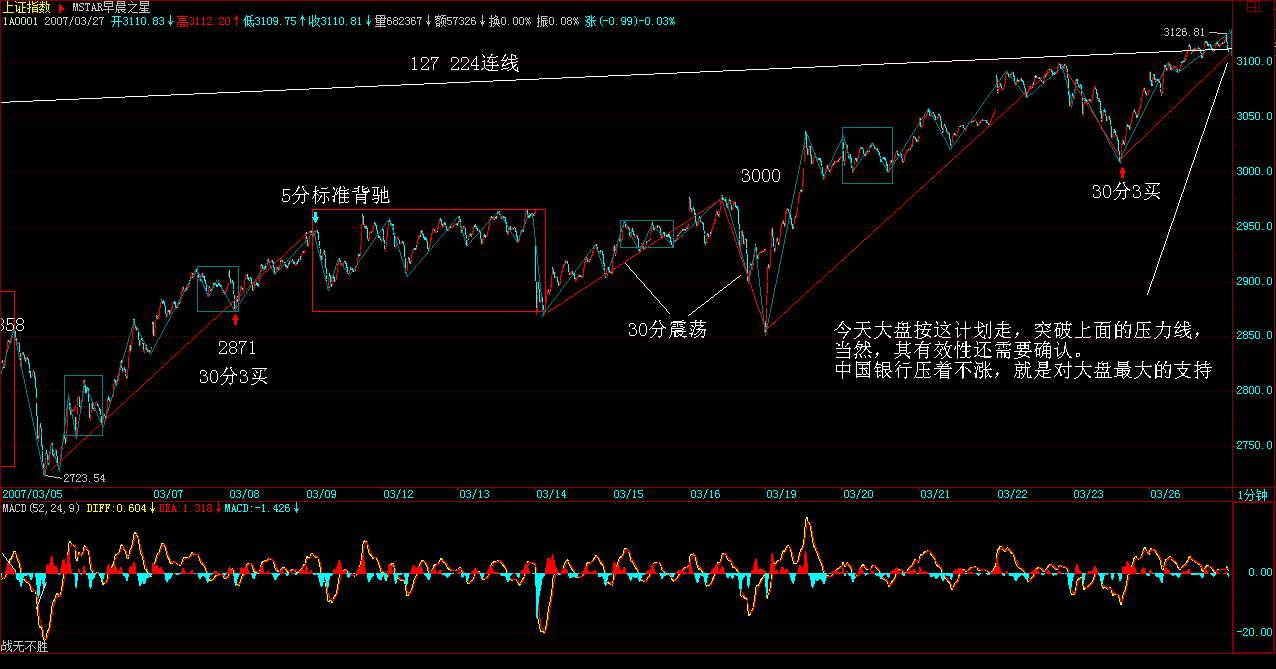 上证指数 MSTAR早晨之星
1A0001 2007/03/27 开3110.83↓高3112.20↑低3109.75↑收3110.81↓量682367↓额57326↓换0.00% 振0.08% 涨(-0.99)-0.03%
3126.81
127 224连线
3100.0
3050.0
3000.0
3000
5分标准背驰
30分3买
2950.0
2900.0
858
30分震荡
今天大盘按这计划走，突破上面的压力线，
当然，其有效性还需要确认。
中国银行压着不涨，就是对大盘最大的支持
2850.0
2871
30分3买
2800.0
2750.0
2723.54
2007/03/05 03/07 03/08 03/09 03/12 03/13 03/14 03/15 03/16 03/19 03/20 03/21 03/22 03/23 03/26 1分钟
MACD(52,24,9) DIFF:0.604↓DEA:1.318↓MACD:-1.426↓
0.00
-20.00
战无不胜